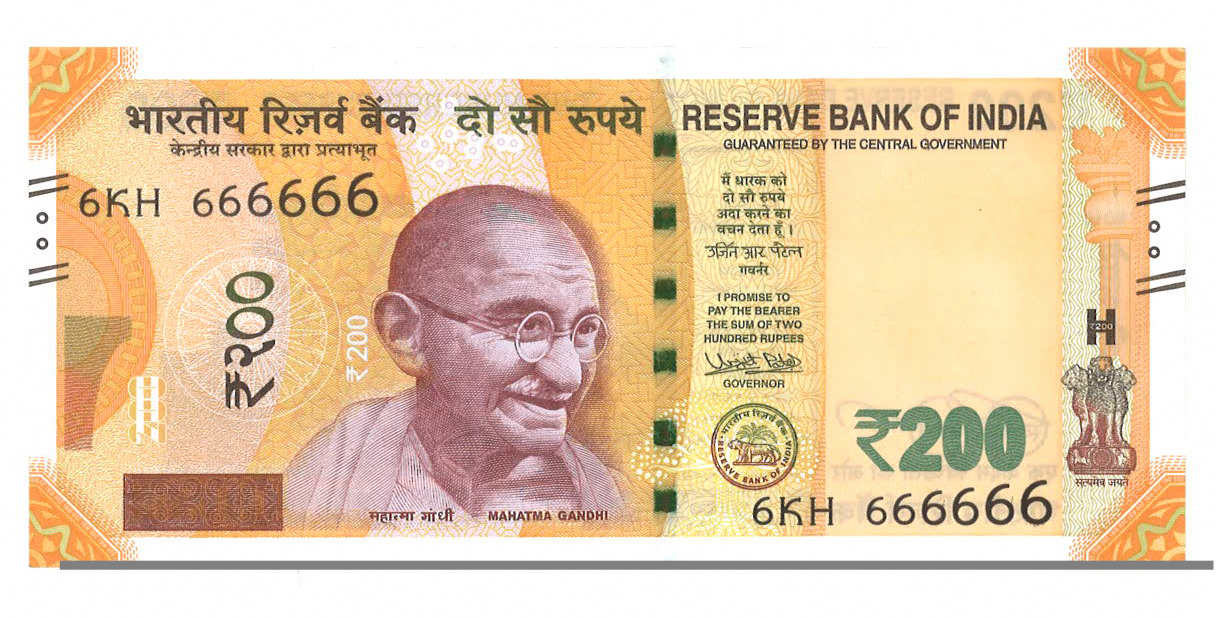 भारतीय रिज़र्व बैंक
दो सौ रुपये
RESERVE BANK OF INDIA
केन्द्रीय सरकार द्वारा प्रत्याभूत
GUARANTEED BY THE CENTRAL GOVERNMENT
6KH 666666
₹२००
₹200
मैं धारक को
दो सौ रुपये
अदा करने का
वचन देता हूँ ।
उर्जित आर पटेल
गवर्नर
I PROMISE TO
PAY THE BEARER
THE SUM OF TWO
HUNDRED RUPEES
Urjit Patel
GOVERNOR
H
₹200
भारतीय रिज़र्व बैंक
RESERVE BANK OF INDIA
₹200
सत्यमेव जयते
महात्मा गांधी
MAHATMA GANDHI
6KH 666666